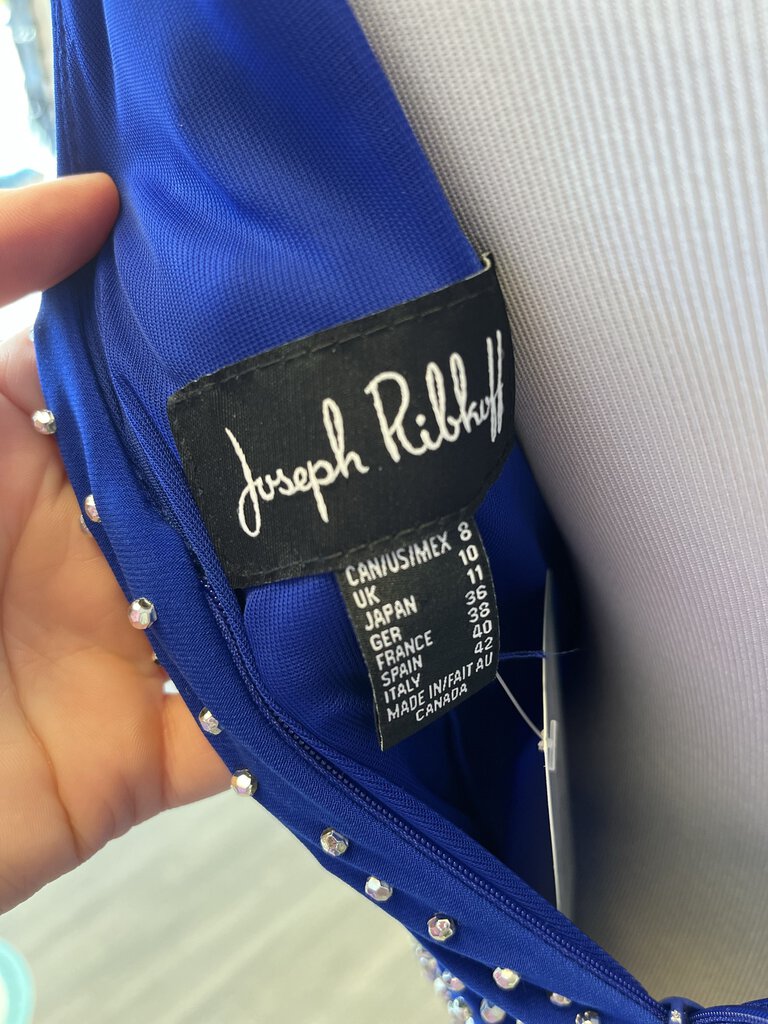 Joseph Ribkoff
CAN/US/MEX 8
UK 10
JAPAN 11
GER 36
FRANCE 38
SPAIN 40
ITALY 42
MADE IN/FAIT AU
CANADA